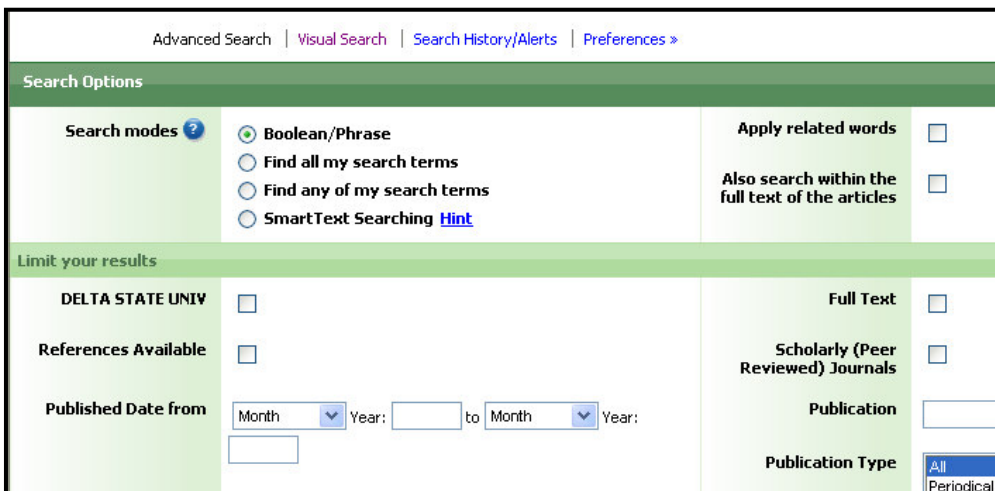 Advanced Search | Visual Search | Search History/Alerts | Preferences »
Search Options
Search modes ?
Boolean/Phrase
Find all my search terms
Find any of my search terms
SmartText Searching Hint
Apply related words
Also search within the
full text of the articles
Limit your results
DELTA STATE UNIV
Full Text
References Available
Scholarly (Peer
Reviewed) Journals
Published Date from
Month Year: to Month Year:
Publication
Publication Type
All
Periodical